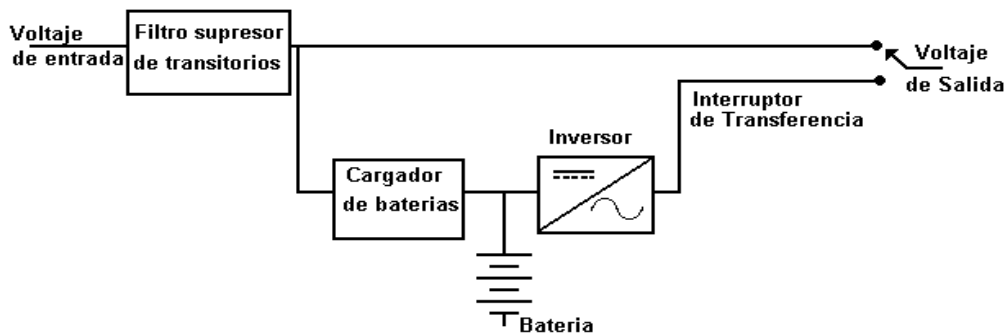 Voltaje
de entrada
Filtro supresor
de transitorios
Voltaje
de Salida
Interruptor
de Transferencia
Inversor
Cargador
de baterias
Bateria